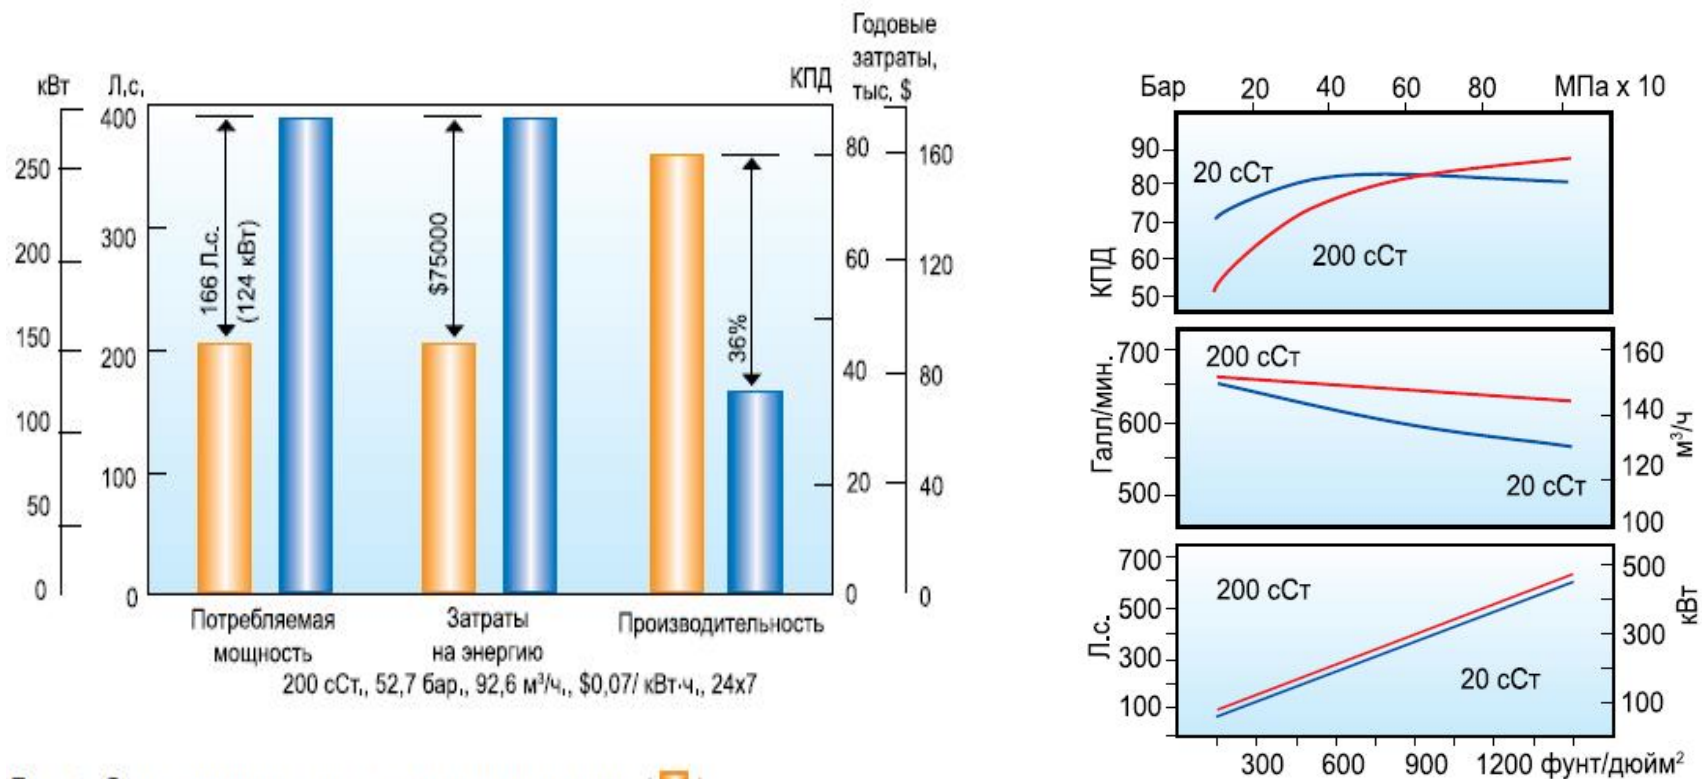 Годовые
затраты,
тыс, $
кВт
Л.с.
КПД
400
300
200
100
0
250
200
150
100
50
0
80
60
40
20
0
160
120
80
40
0
166 Л.с.
(124 кВт)
$75000
36%
Потребляемая
мощность
Затраты
на энергию
Производительность
200 сСт,, 52,7 бар,, 92,6 м³/ч,, $0,07/ кВт·ч,, 24x7
Бар 20 40 60 80 МПа x 10
КПД
90
80
70
60
50
20 сСт
200 сСт
Галл/мин.
700
600
500
200 сСт
20 сСт
160
140
120
100
м³/ч
Л.с.
700
500
300
100
200 сСт
20 сСт
500
300
100
кВт
300 600 900 1200 фунт/дюйм²